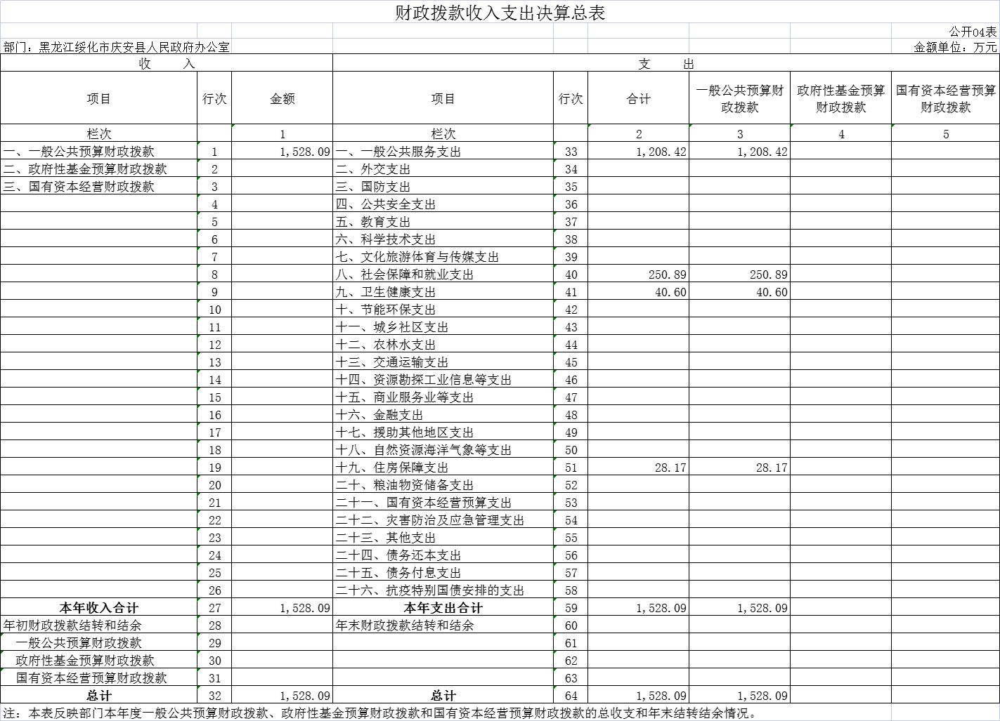 财政拨款收入支出决算总表
公开04表
部门：黑龙江绥化市庆安县人民政府办公室 金额单位：万元
收 入 支 出
项目 行次 金额 项目 行次 合计 一般公共预算财政拨款 政府性基金预算财政拨款 国有资本经营预算财政拨款
栏次 1 栏次 2 3 4 5
一、一般公共预算财政拨款 1 1,528.09 一、一般公共服务支出 33 1,208.42 1,208.42
二、政府性基金预算财政拨款 2 二、外交支出 34
三、国有资本经营财政拨款 3 三、国防支出 35
4 四、公共安全支出 36
5 五、教育支出 37
6 六、科学技术支出 38
7 七、文化旅游体育与传媒支出 39
8 八、社会保障和就业支出 40 250.89 250.89
9 九、卫生健康支出 41 40.60 40.60
10 十、节能环保支出 42
11 十一、城乡社区支出 43
12 十二、农林水支出 44
13 十三、交通运输支出 45
14 十四、资源勘探工业信息等支出 46
15 十五、商业服务业等支出 47
16 十六、金融支出 48
17 十七、援助其他地区支出 49
18 十八、自然资源海洋气象等支出 50
19 十九、住房保障支出 51 28.17 28.17
20 二十、粮油物资储备支出 52
21 二十一、国有资本经营预算支出 53
22 二十二、灾害防治及应急管理支出 54
23 二十三、其他支出 55
24 二十四、债务还本支出 56
25 二十五、债务付息支出 57
26 二十六、抗疫特别国债安排的支出 58
本年收入合计 27 1,528.09 本年支出合计 59 1,528.09 1,528.09
年初财政拨款结转和结余 28 年末财政拨款结转和结余 60
一般公共预算财政拨款 29 61
政府性基金预算财政拨款 30 62
国有资本经营预算财政拨款 31 63
总计 32 1,528.09 总计 64 1,528.09 1,528.09
注：本表反映部门本年度一般公共预算财政拨款、政府性基金预算财政拨款和国有资本经营预算财政拨款的总收支和年末结转结余情况。